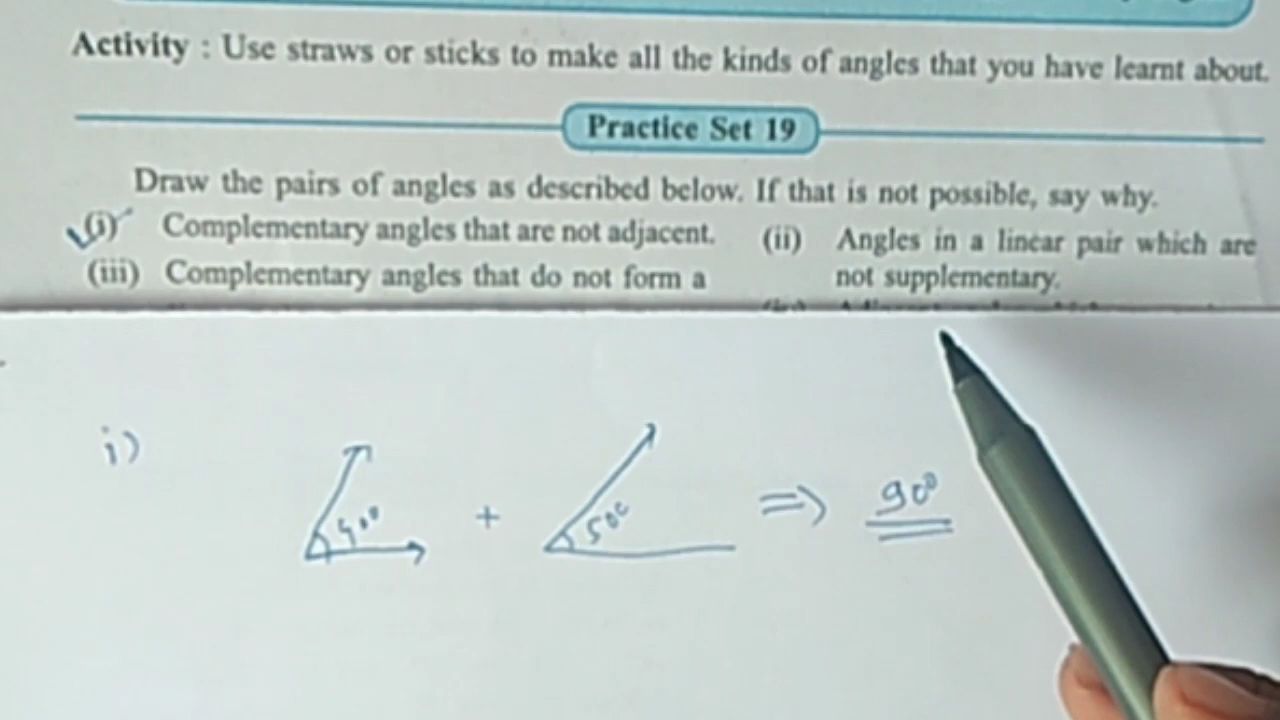 Activity : Use straws or sticks to make all the kinds of angles that you have learnt about.
Practice Set 19
Draw the pairs of angles as described below. If that is not possible, say why.
(i) Complementary angles that are not adjacent.
(ii) Angles in a linear pair which are
not supplementary.
(iii) Complementary angles that do not form a
i)
40° + 50° ⇒ 90°